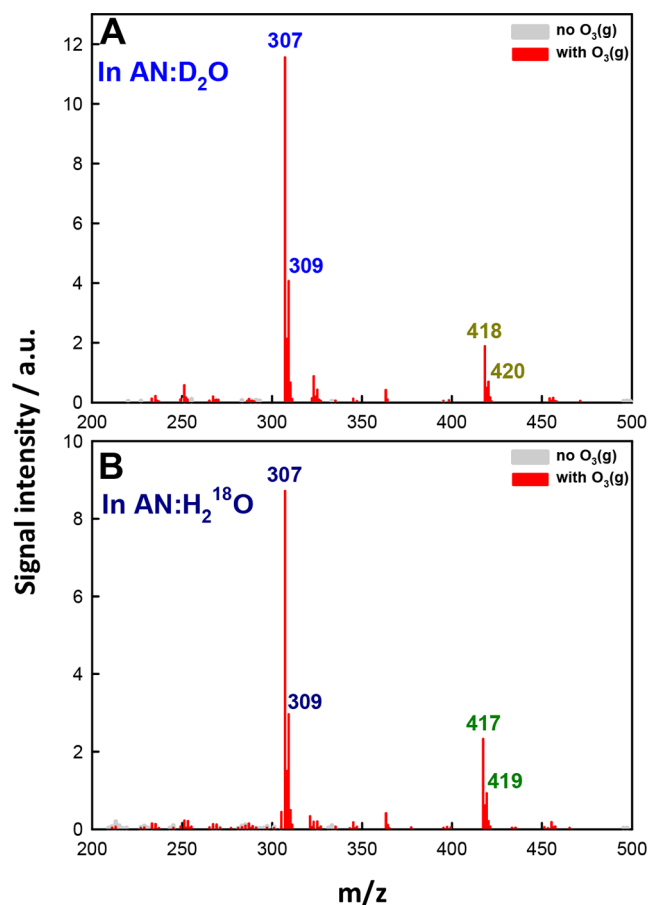 A
In AN:D₂O
no O₃(g)
with O₃(g)
307
309
418
420
12
10
8
6
4
2
0
200 250 300 350 400 450 500
B
In AN:H₂¹⁸O
no O₃(g)
with O₃(g)
307
309
417
419
10
8
6
4
2
0
200 250 300 350 400 450 500
Signal intensity / a.u.
m/z